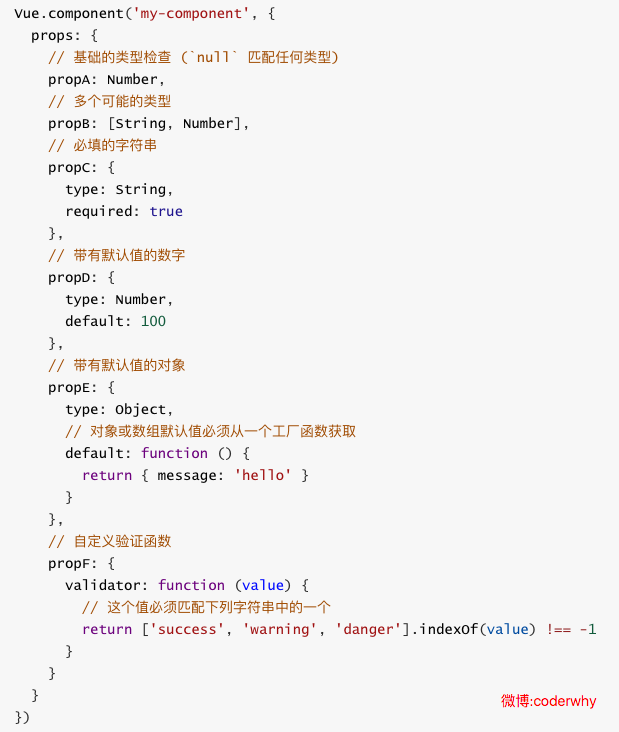 Vue.component('my-component', {
  props: {
    // 基础的类型检查 (`null` 匹配任何类型)
    propA: Number,
    // 多个可能的类型
    propB: [String, Number],
    // 必填的字符串
    propC: {
      type: String,
      required: true
    },
    // 带有默认值的数字
    propD: {
      type: Number,
      default: 100
    },
    // 带有默认值的对象
    propE: {
      type: Object,
      // 对象或数组默认值必须从一个工厂函数获取
      default: function () {
        return { message: 'hello' }
      }
    },
    // 自定义验证函数
    propF: {
      validator: function (value) {
        // 这个值必须匹配下列字符串中的一个
        return ['success', 'warning', 'danger'].indexOf(value) !== -1
      }
    }
  }
微博:coderwhy
})